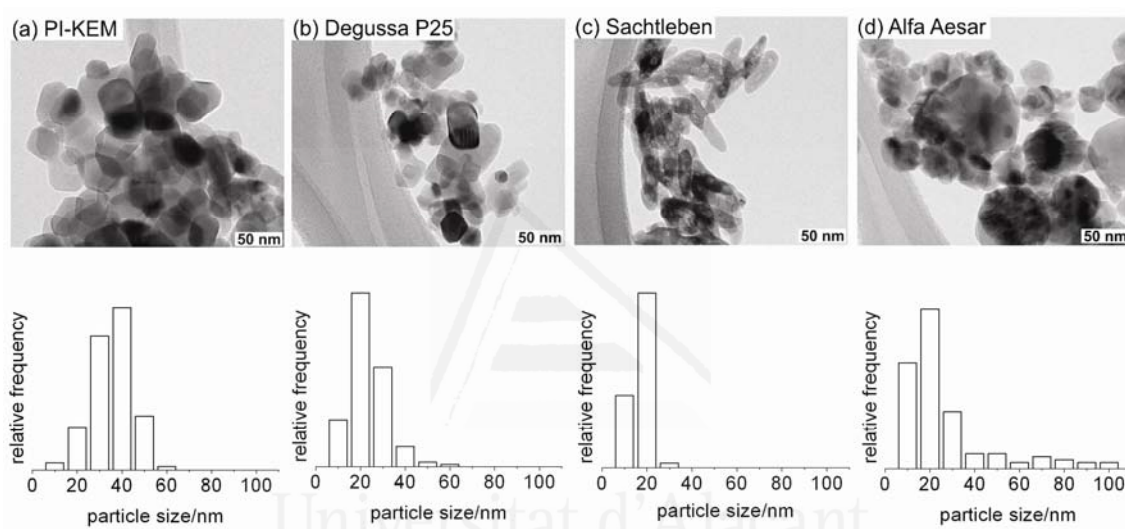 (a) PI-KEM
(b) Degussa P25
(c) Sachtleben
(d) Alfa Aesar
50 nm
50 nm
50 nm
50 nm
relative frequency
0 20 40 60 80 100
particle size/nm
relative frequency
0 20 40 60 80 100
particle size/nm
relative frequency
0 20 40 60 80 100
particle size/nm
relative frequency
0 20 40 60 80 100
particle size/nm
Universitat d'Alacant